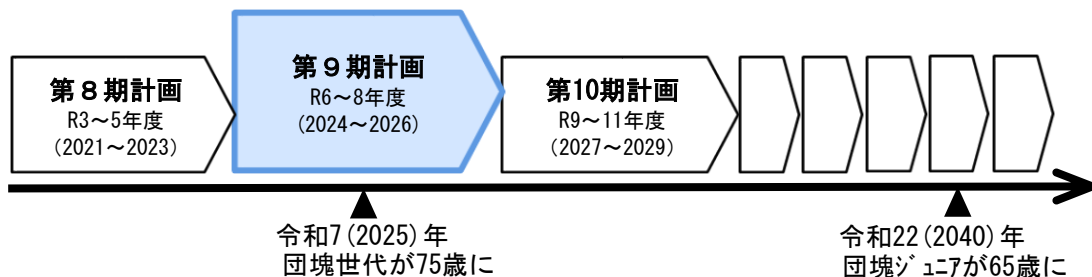 第８期計画
R3～5年度
(2021～2023)
第９期計画
R6～8年度
(2024～2026)
第10期計画
R9～11年度
(2027～2029)
令和7(2025)年
団塊世代が75歳に
令和22(2040)年
団塊ｼﾞｭﾆｱが65歳に